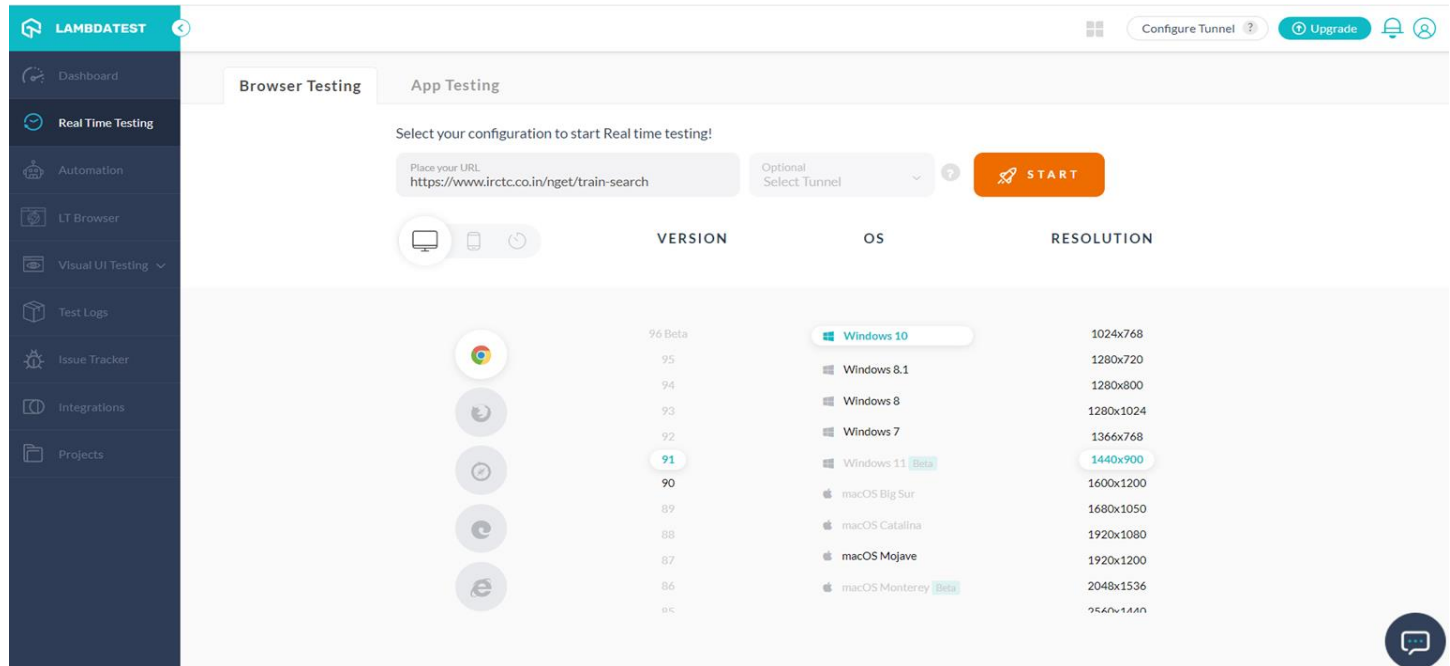 LAMBDATEST
Configure Tunnel ?
Upgrade
Dashboard
Real Time Testing
Automation
LT Browser
Visual UI Testing
Test Logs
Issue Tracker
Integrations
Projects
Browser Testing
App Testing
Select your configuration to start Real time testing!
Place your URL
https://www.irctc.co.in/nget/train-search
Optional
Select Tunnel
?
START
VERSION
OS
RESOLUTION
96 Beta
95
94
93
92
91
90
89
88
87
86
85
Windows 10
Windows 8.1
Windows 8
Windows 7
Windows 11 Beta
macOS Big Sur
macOS Catalina
macOS Mojave
macOS Monterey Beta
1024x768
1280x720
1280x800
1280x1024
1366x768
1440x900
1600x1200
1680x1050
1920x1080
1920x1200
2048x1536
2560x1440